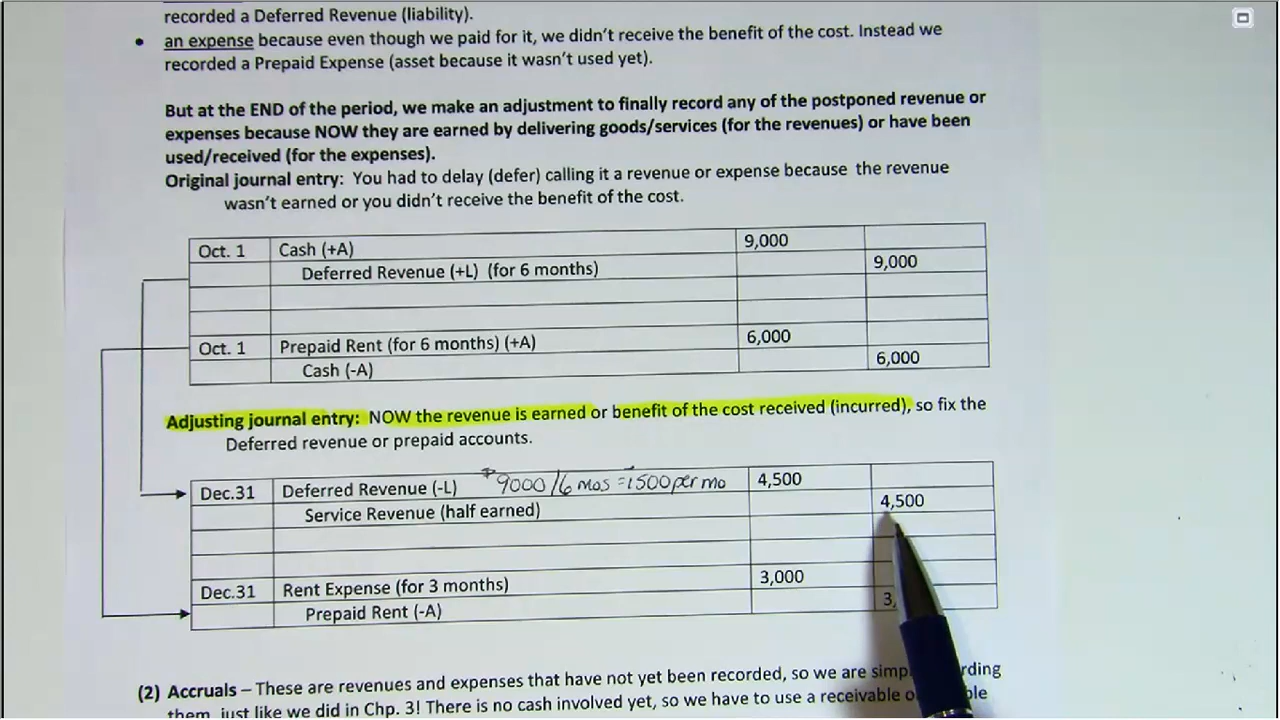 recorded a Deferred Revenue (liability).
• an expense because even though we paid for it, we didn't receive the benefit of the cost. Instead we
recorded a Prepaid Expense (asset because it wasn't used yet).
But at the END of the period, we make an adjustment to finally record any of the postponed revenue or
expenses because NOW they are earned by delivering goods/services (for the revenues) or have been
used/received (for the expenses).
Original journal entry: You had to delay (defer) calling it a revenue or expense because the revenue
wasn't earned or you didn't receive the benefit of the cost.
Oct. 1 Cash (+A) 9,000
Deferred Revenue (+L) (for 6 months) 9,000
Oct. 1 Prepaid Rent (for 6 months) (+A) 6,000
Cash (-A) 6,000
Adjusting journal entry: NOW the revenue is earned or benefit of the cost received (incurred), so fix the
Deferred revenue or prepaid accounts.
Dec.31 Deferred Revenue (-L) $9000/6 mos = 1500 per mo 4,500
Service Revenue (half earned) 4,500
Dec.31 Rent Expense (for 3 months) 3,000
Prepaid Rent (-A)
(2) Accruals – These are revenues and expenses that have not yet been recorded, so we are
them, just like we did in Chp. 3! There is no cash involved yet, so we have to use a receivable